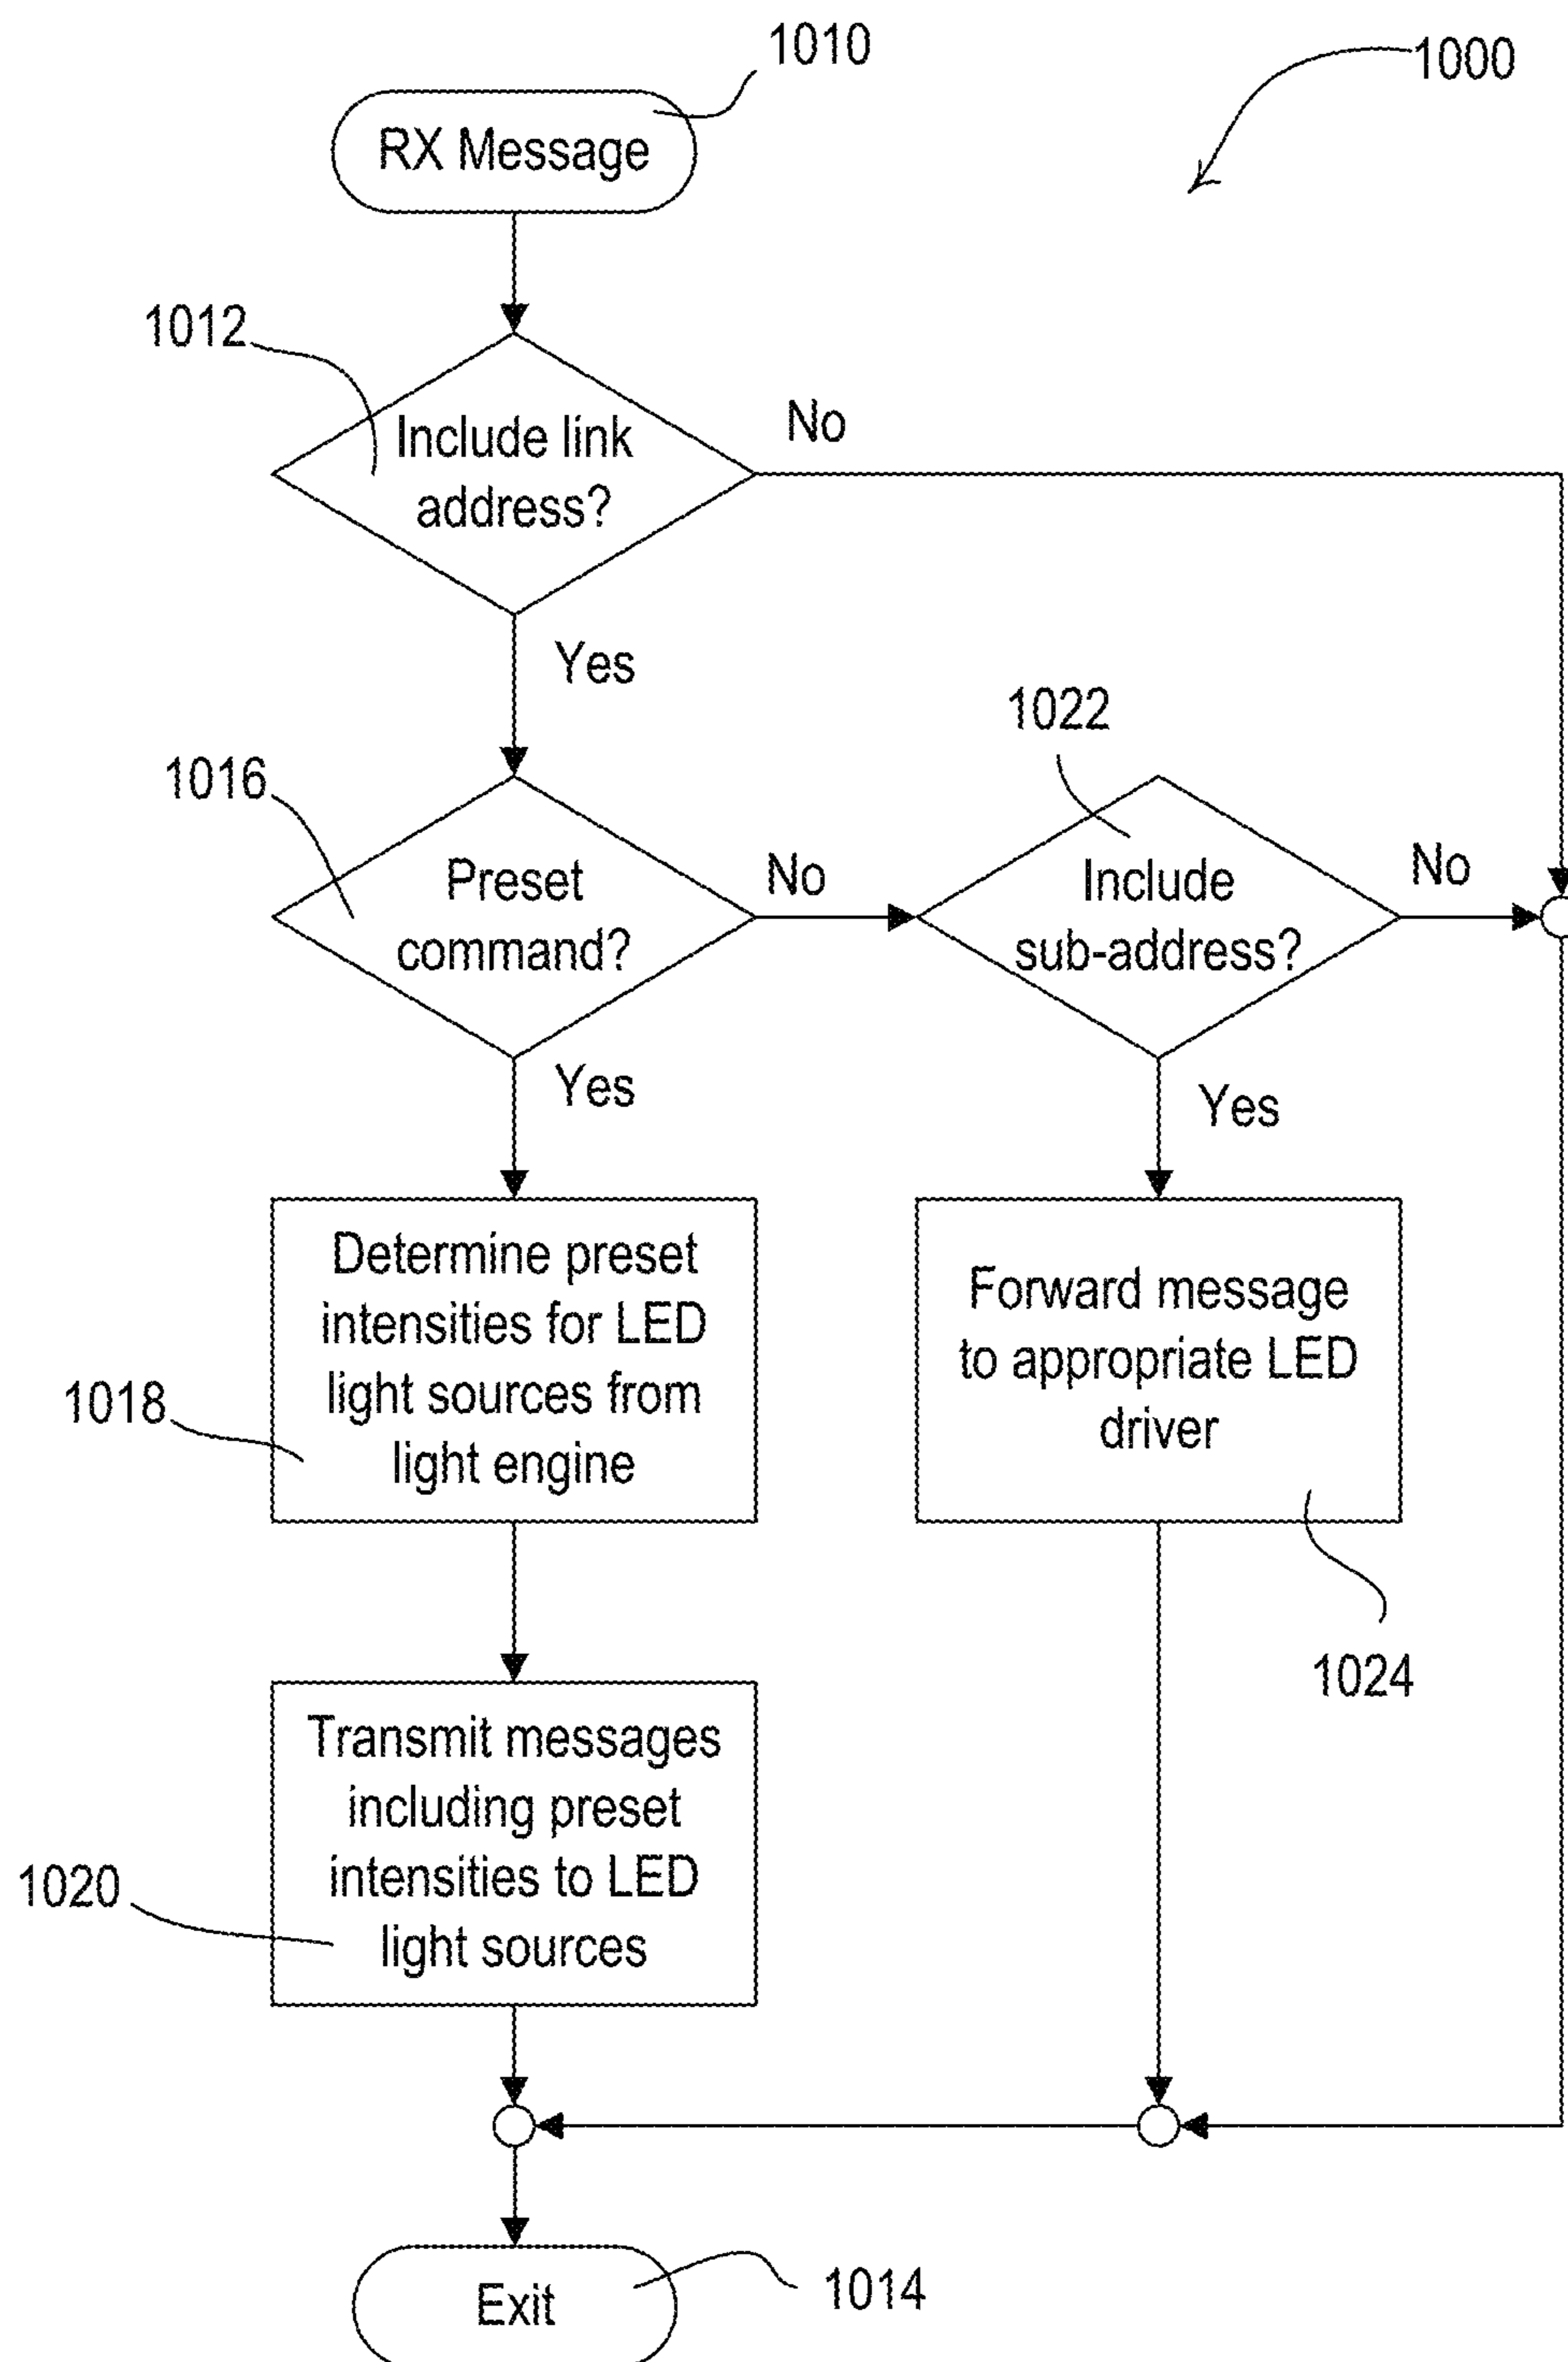 1010
1000
RX Message
1012
Include link
address?
No
Yes
1022
1016
Preset
command?
No
Include
sub-address?
No
Yes
Yes
Determine preset
intensities for LED
light sources from
light engine
1018
Forward message
to appropriate LED
driver
1024
Transmit messages
including preset
intensities to LED
light sources
1020
Exit
1014